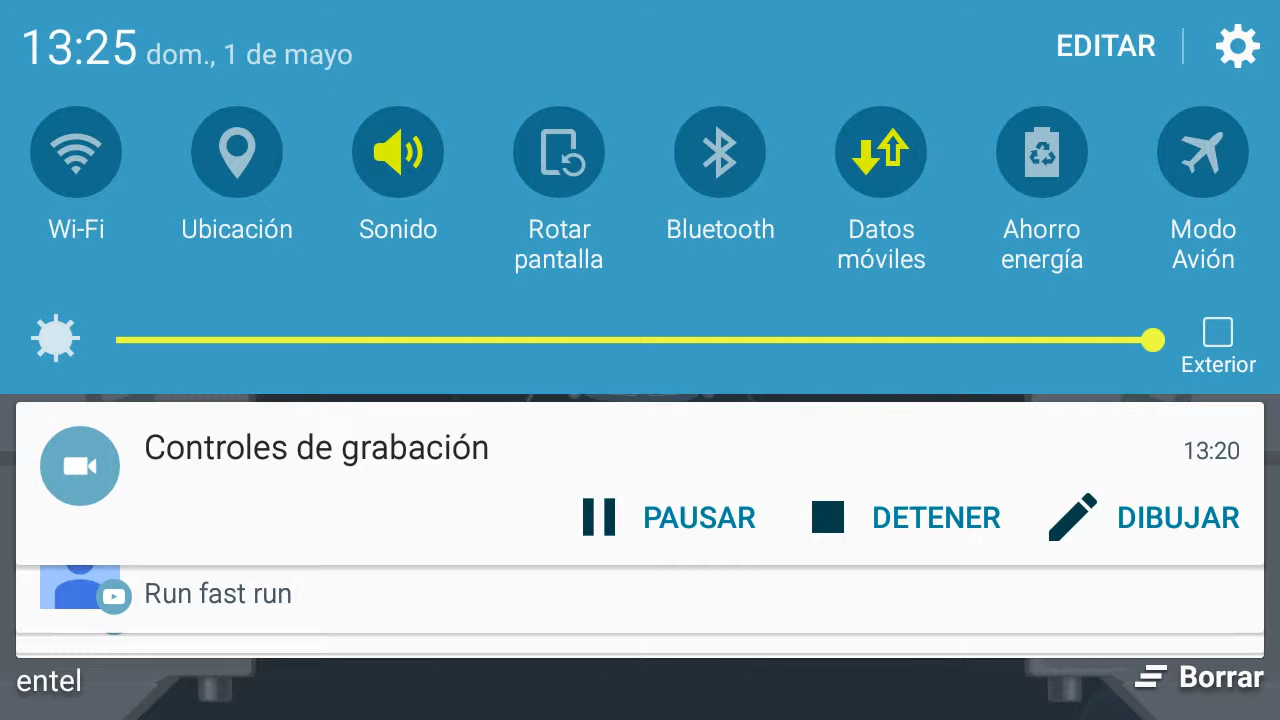 13:25 dom., 1 de mayo
EDITAR
Wi-Fi
Ubicación
Sonido
Rotar
pantalla
Bluetooth
Datos
móviles
Ahorro
energía
Modo
Avión
Exterior
Controles de grabación
13:20
PAUSAR
DETENER
DIBUJAR
Run fast run
entel
Borrar